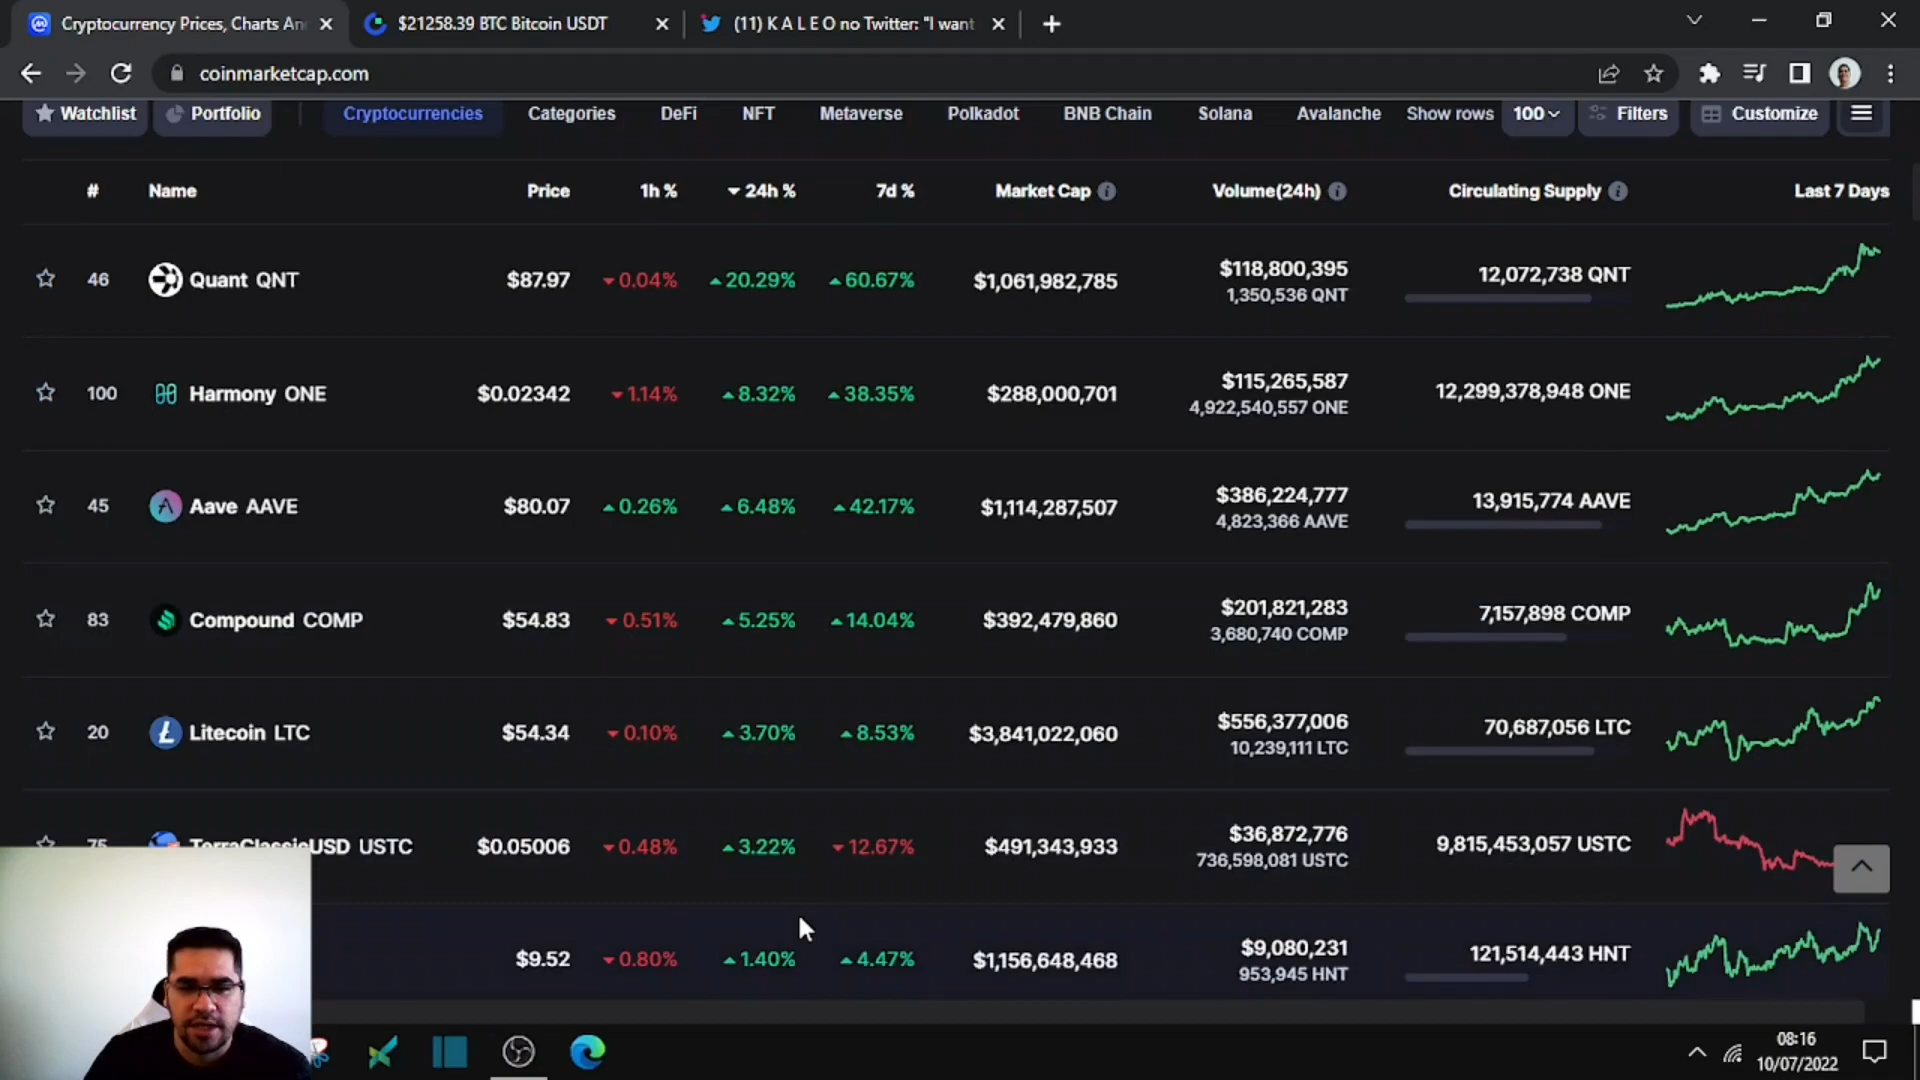 Cryptocurrency Prices, Charts An
$21258.39 BTC Bitcoin USDT
(11) K A L E O no Twitter: "I want
coinmarketcap.com
Watchlist
Portfolio
Cryptocurrencies
Categories
DeFi
NFT
Metaverse
Polkadot
BNB Chain
Solana
Avalanche
Show rows
100
Filters
Customize
# Name Price 1h % 24h % 7d % Market Cap Volume(24h) Circulating Supply Last 7 Days
46 Quant QNT $87.97 0.04% 20.29% 60.67% $1,061,982,785 $118,800,395 12,072,738 QNT
1,350,536 QNT
100 Harmony ONE $0.02342 1.14% 8.32% 38.35% $288,000,701 $115,265,587 12,299,378,948 ONE
4,922,540,557 ONE
45 Aave AAVE $80.07 0.26% 6.48% 42.17% $1,114,287,507 $386,224,777 13,915,774 AAVE
4,823,366 AAVE
83 Compound COMP $54.83 0.51% 5.25% 14.04% $392,479,860 $201,821,283 7,157,898 COMP
3,680,740 COMP
20 Litecoin LTC $54.34 0.10% 3.70% 8.53% $3,841,022,060 $556,377,006 70,687,056 LTC
10,239,111 LTC
75 TerraClassicUSD USTC $0.05006 0.48% 3.22% 12.67% $491,343,933 $36,872,776 9,815,453,057 USTC
736,598,081 USTC
$9.52 0.80% 1.40% 4.47% $1,156,648,468 $9,080,231 121,514,443 HNT
953,945 HNT
08:16
10/07/2022